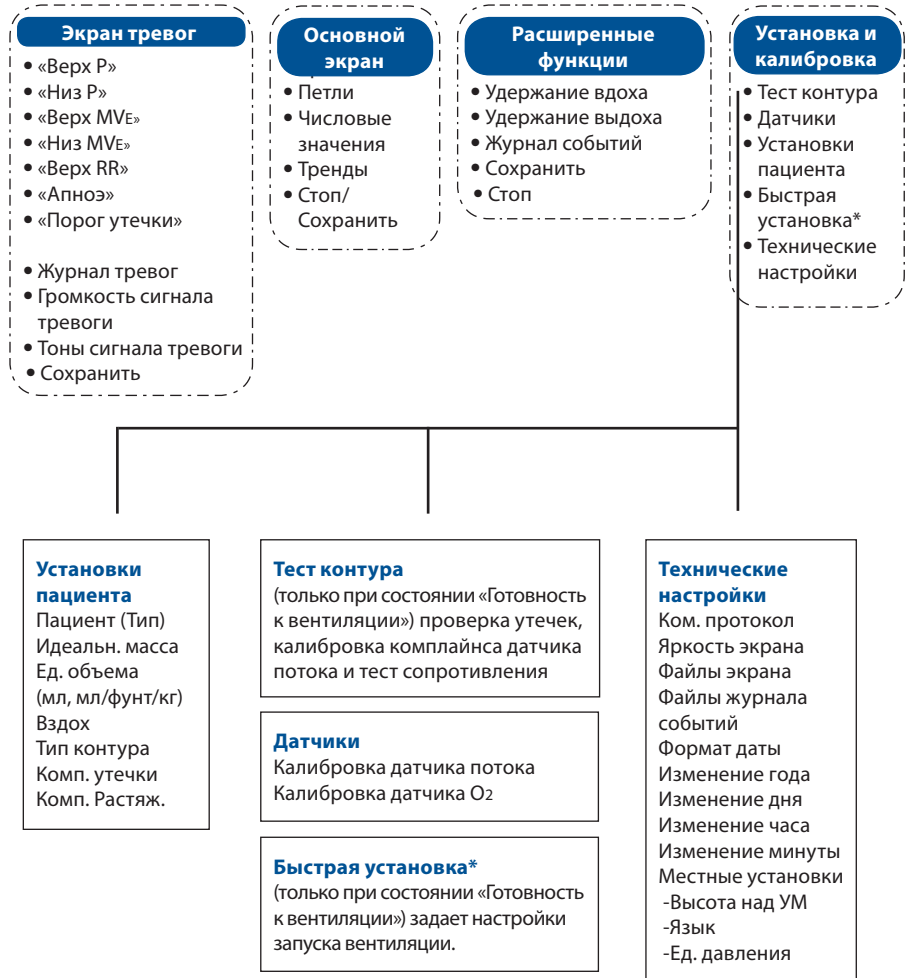 Экран тревог
• «Верх P»
• «Низ P»
• «Верх MVE»
• «Низ MVE»
• «Верх RR»
• «Апноэ»
• «Порог утечки»
• Журнал тревог
• Громкость сигнала
тревоги
• Тоны сигнала тревоги
• Сохранить
Основной
экран
• Петли
• Числовые
значения
• Тренды
• Стоп/
Сохранить
Расширенные
функции
• Удержание вдоха
• Удержание выдоха
• Журнал событий
• Сохранить
• Стоп
Установка и
калибровка
• Тест контура
• Датчики
• Установки
пациента
• Быстрая
установка*
• Технические
настройки
Установки
пациента
Пациент (Тип)
Идеальн. масса
Ед. объема
(мл, мл/фунт/кг)
Вздох
Тип контура
Комп. утечки
Комп. Растяж.
Тест контура
(только при состоянии «Готовность
к вентиляции») проверка утечек,
калибровка комплайнса датчика
потока и тест сопротивления
Датчики
Калибровка датчика потока
Калибровка датчика O2
Быстрая установка*
(только при состоянии «Готовность
к вентиляции») задает настройки
запуска вентиляции.
Технические
настройки
Ком. протокол
Яркость экрана
Файлы экрана
Файлы журнала
событий
Формат даты
Изменение года
Изменение дня
Изменение часа
Изменение минуты
Местные установки
-Высота над УМ
-Язык
-Ед. давления